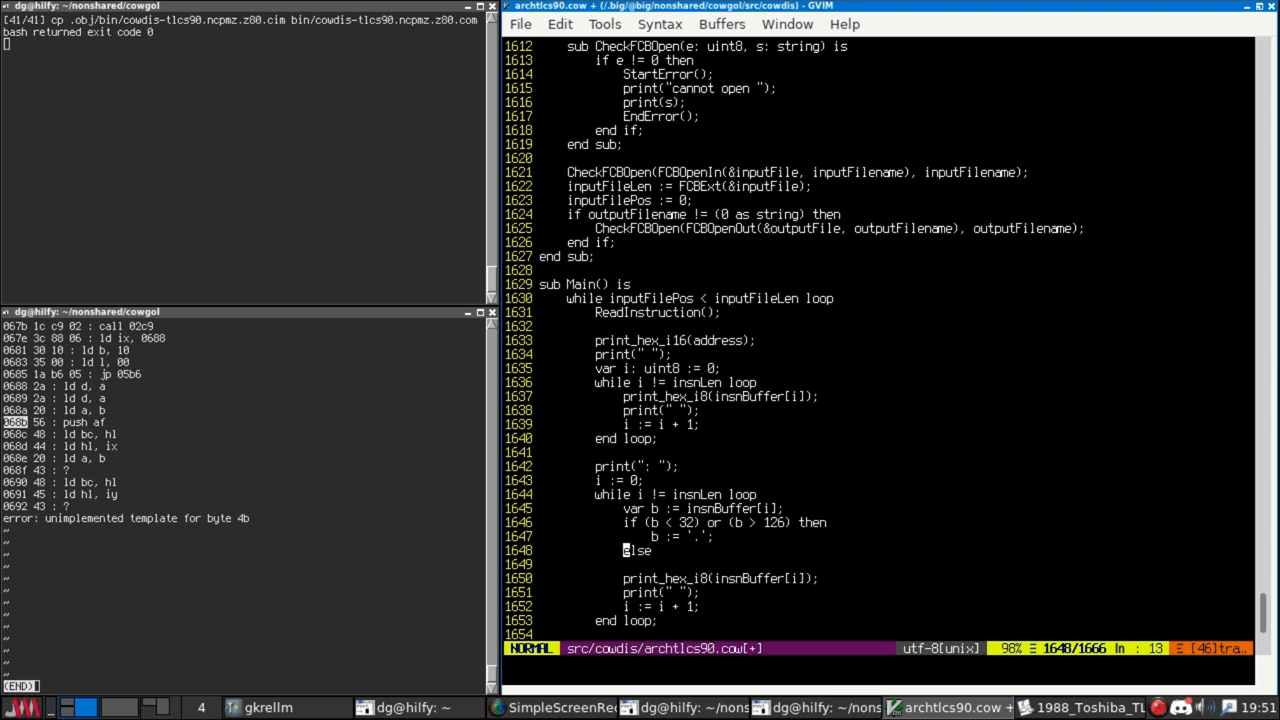 dg@hilfy: ~/nonshared/cowgol
[41/41] cp .obj/bin/cowdis-tlcs90.ncpmz.z80.cim bin/cowdis-tlcs90.ncpmz.z80.com
bash returned exit code 0
dg@hilfy: ~/nonshared/cowgol
067b 1c c9 02 : call 02c9
067e 3c 88 06 : ld ix, 0688
0681 30 10 : ld b, 10
0683 35 00 : ld l, 00
0685 1a b6 05 : jp 05b6
0688 2a : ld d, a
0689 2a : ld d, a
068a 20 : ld a, b
068b 56 : push af
068c 48 : ld bc, hl
068d 44 : ld hl, ix
068e 20 : ld a, b
068f 43 : ?
0690 48 : ld bc, hl
0691 45 : ld hl, iy
0692 43 : ?
error: unimplemented template for byte 4b
~
~
~
~
~
~
~
~
~
~
~
~
~
(END)
archtlcs90.cow + (/.big/@big/nonshared/cowgol/src/cowdis) - GVIM
File Edit Tools Syntax Buffers Window Help
1612     sub CheckFCBOpen(e: uint8, s: string) is
1613         if e != 0 then
1614             StartError();
1615             print("cannot open ");
1616             print(s);
1617             EndError();
1618         end if;
1619     end sub;
1620
1621     CheckFCBOpen(FCBOpenIn(&inputFile, inputFilename), inputFilename);
1622     inputFileLen := FCBExt(&inputFile);
1623     inputFilePos := 0;
1624     if outputFilename != (0 as string) then
1625         CheckFCBOpen(FCBOpenOut(&outputFile, outputFilename), outputFilename);
1626     end if;
1627 end sub;
1628
1629 sub Main() is
1630     while inputFilePos < inputFileLen loop
1631         ReadInstruction();
1632
1633         print_hex_i16(address);
1634         print(" ");
1635         var i: uint8 := 0;
1636         while i != insnLen loop
1637             print_hex_i8(insnBuffer[i]);
1638             print(" ");
1639             i := i + 1;
1640         end loop;
1641
1642         print(": ");
1643         i := 0;
1644         while i != insnLen loop
1645             var b := insnBuffer[i];
1646             if (b < 32) or (b > 126) then
1647                 b := '.';
1648             else
1649
1650             print_hex_i8(insnBuffer[i]);
1651             print(" ");
1652             i := i + 1;
1653         end loop;
1654
NORMAL src/cowdis/archtlcs90.cow[+] utf-8[unix] 98% Ξ 1648/1666 ln : 13 Ξ [46]tra..
4 gkrellm dg@hilfy: ~ SimpleScreenRec dg@hilfy: ~/nons dg@hilfy: ~/nons archtlcs90.cow + 1988_Toshiba_TL 19:51